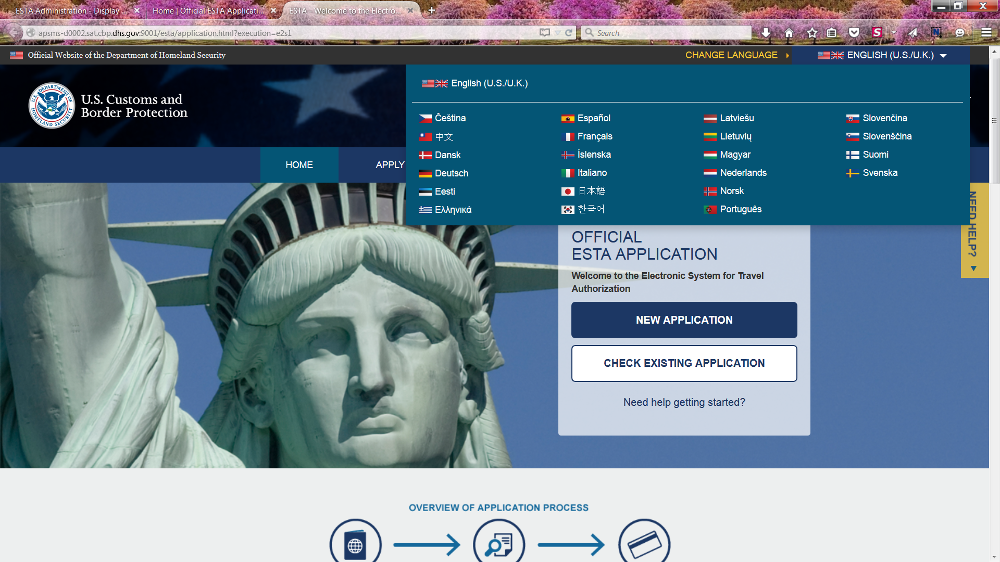 ESTA Administration - Display ...
Home | Official ESTA Applicati...
ESTA - Welcome to the Electro...
apsms-d0002.sat.cbp.dhs.gov:9001/esta/application.html?execution=e2s1
Search
Official Website of the Department of Homeland Security
CHANGE LANGUAGE
ENGLISH (U.S./U.K.)
U.S. DEPARTMENT OF HOMELAND SECURITY
U.S. Customs and
Border Protection
English (U.S./U.K.)
Čeština
中文
Dansk
Deutsch
Eesti
Ελληνικά
Español
Français
Íslenska
Italiano
日本語
한국어
Latviešu
Lietuvių
Magyar
Nederlands
Norsk
Português
Slovenčina
Slovenščina
Suomi
Svenska
HOME
APPLY
NEED HELP?
OFFICIAL
ESTA APPLICATION
Welcome to the Electronic System for Travel
Authorization
NEW APPLICATION
CHECK EXISTING APPLICATION
Need help getting started?
OVERVIEW OF APPLICATION PROCESS